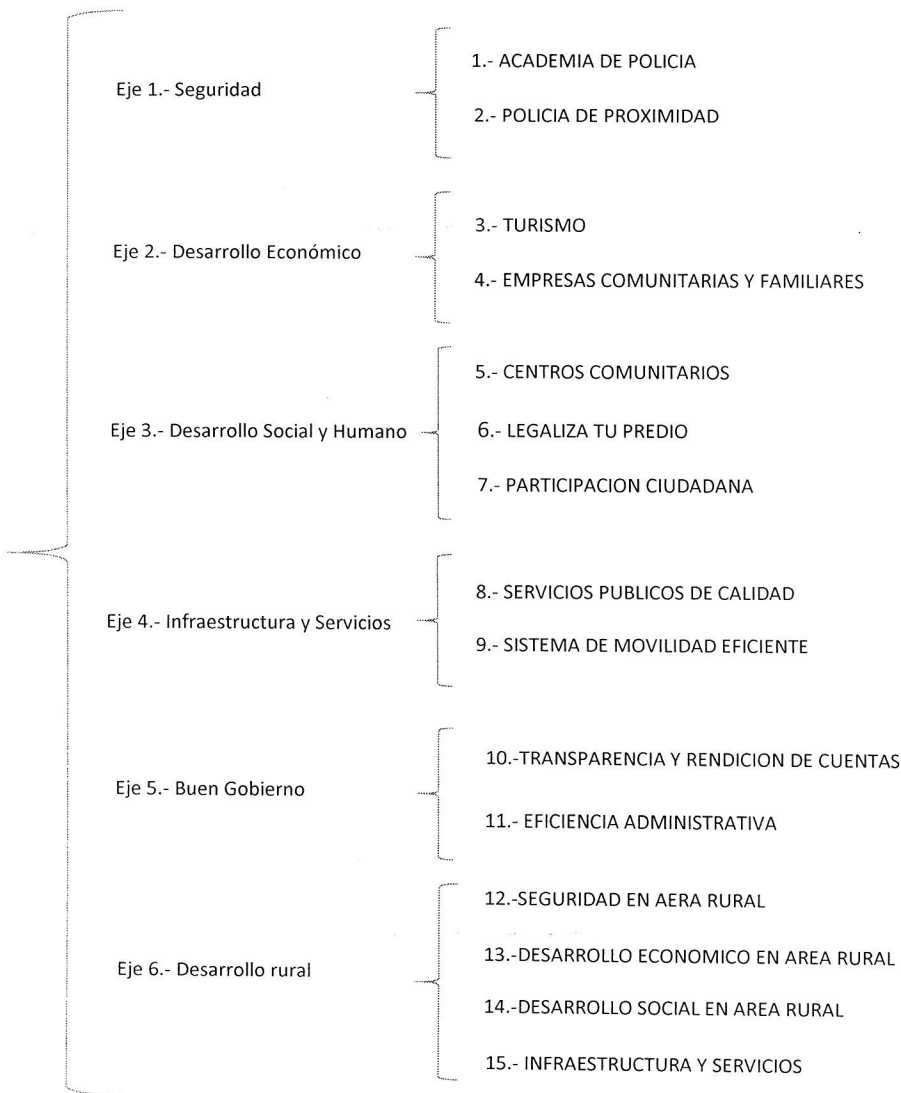 Eje 1.- Seguridad
1.- ACADEMIA DE POLICIA
2.- POLICIA DE PROXIMIDAD
Eje 2.- Desarrollo Económico
3.- TURISMO
4.- EMPRESAS COMUNITARIAS Y FAMILIARES
Eje 3.- Desarrollo Social y Humano
5.- CENTROS COMUNITARIOS
6.- LEGALIZA TU PREDIO
7.- PARTICIPACION CIUDADANA
Eje 4.- Infraestructura y Servicios
8.- SERVICIOS PUBLICOS DE CALIDAD
9.- SISTEMA DE MOVILIDAD EFICIENTE
Eje 5.- Buen Gobierno
10.-TRANSPARENCIA Y RENDICION DE CUENTAS
11.- EFICIENCIA ADMINISTRATIVA
Eje 6.- Desarrollo rural
12.-SEGURIDAD EN AERA RURAL
13.-DESARROLLO ECONOMICO EN AREA RURAL
14.-DESARROLLO SOCIAL EN AREA RURAL
15.- INFRAESTRUCTURA Y SERVICIOS